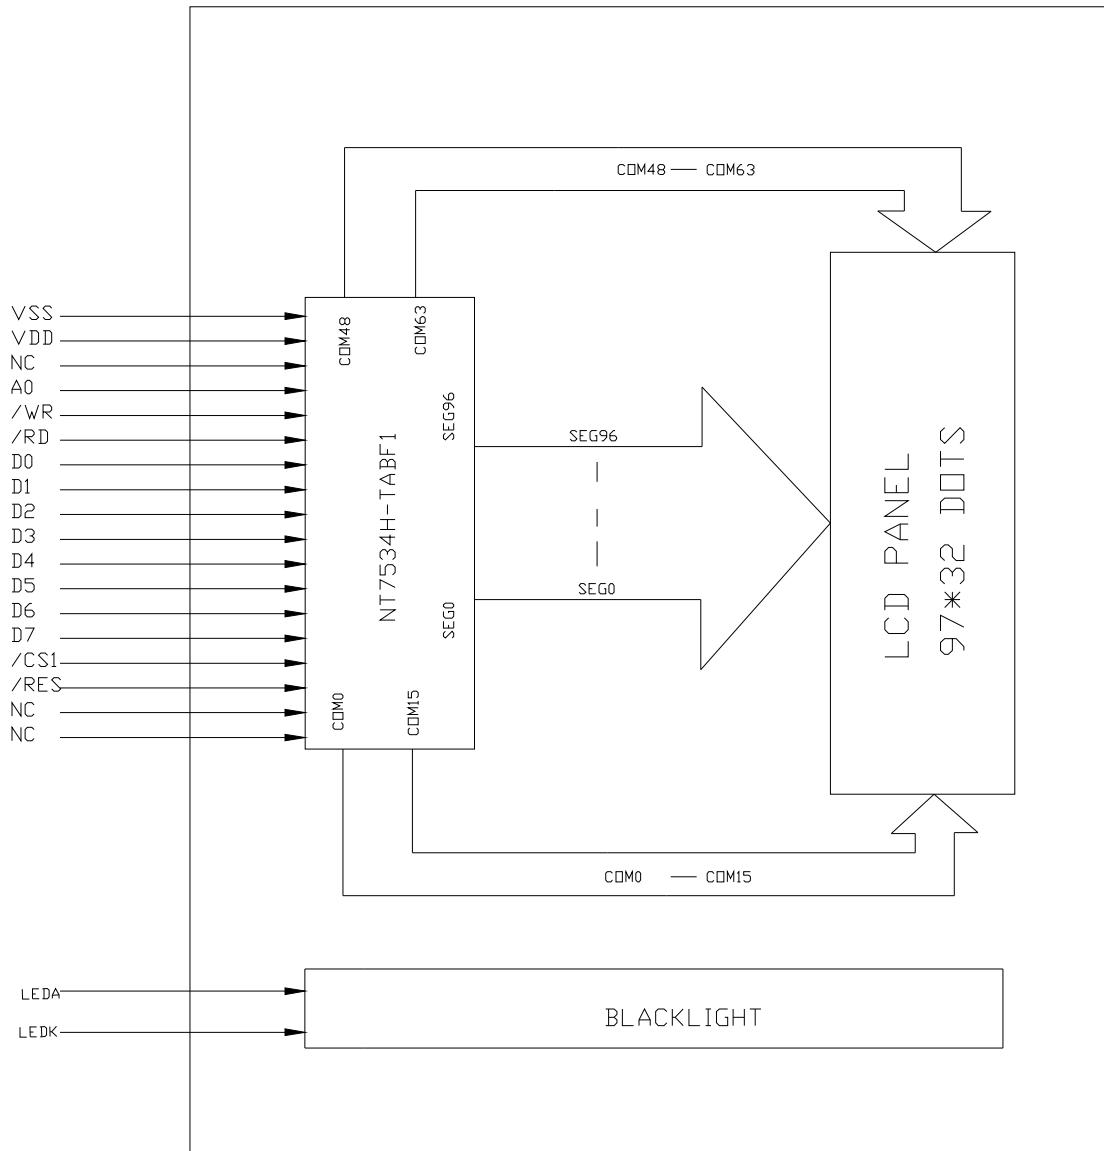 COM48 — COM63
VSS
VDD
NC
A0
/WR
/RD
D0
D1
D2
D3
D4
D5
D6
D7
/CS1
/RES
NC
NC
COM48
COM63
SEG96
NT7534H-TABF1
SEG0
COM0
COM15
SEG96
SEG0
LCD PANEL
97*32 DOTS
COM0 — COM15
LEDA
LEDK
BLACKLIGHT